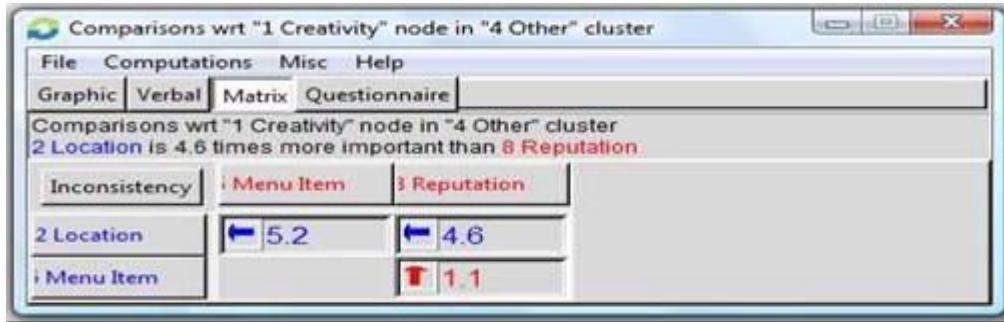 Comparisons wrt "1 Creativity" node in "4 Other" cluster
File Computations Misc Help
Graphic Verbal Matrix Questionnaire
Comparisons wrt "1 Creativity" node in "4 Other" cluster
2 Location is 4.6 times more important than 8 Reputation
Inconsistency Menu Item Reputation
2 Location 5.2 4.6
Menu Item 1.1